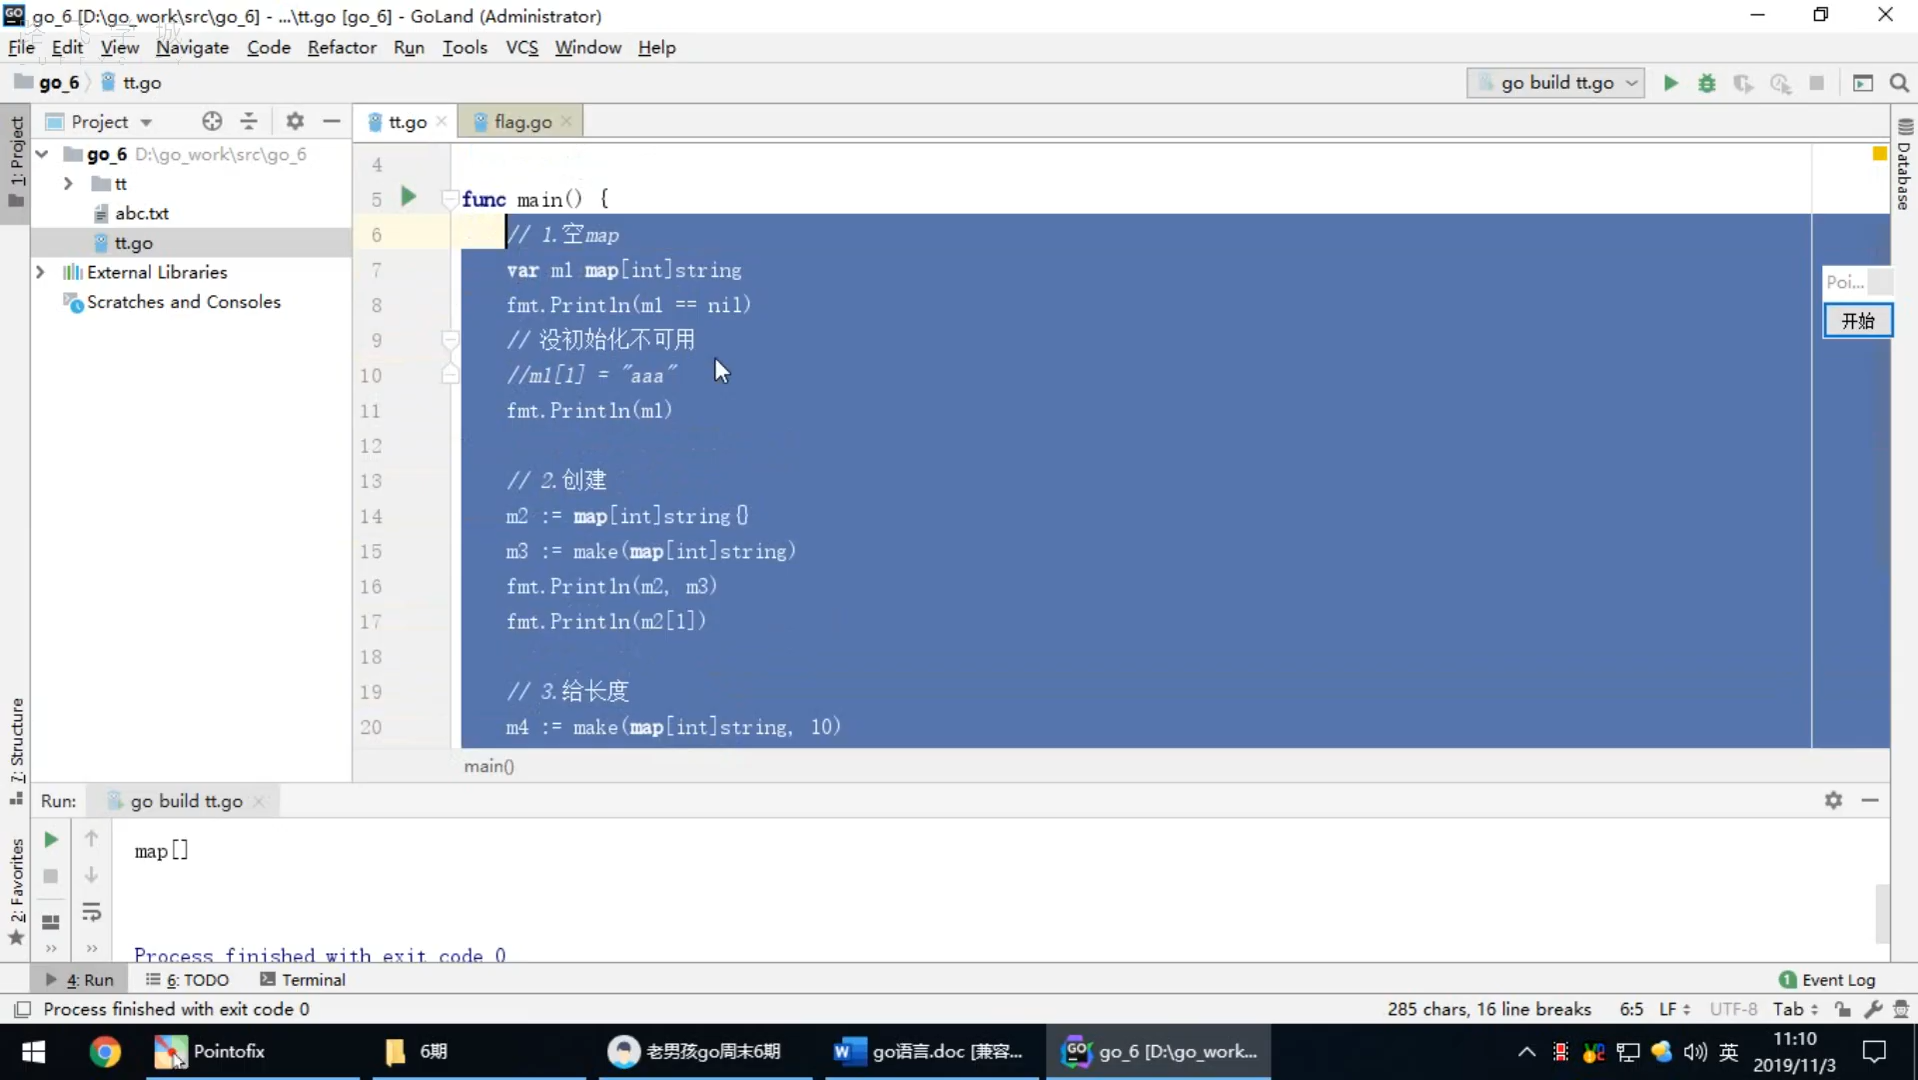 go_6 [D:\go_work\src\go_6] - ...\tt.go [go_6] - GoLand (Administrator)
File Edit View Navigate Code Refactor Run Tools VCS Window Help
go_6 tt.go
go build tt.go
1: Project
Project
tt.go
flag.go
Database
go_6 D:\go_work\src\go_6
tt
abc.txt
tt.go
External Libraries
Scratches and Consoles
4
5 func main() {
6 // 1.空map
7 var m1 map[int]string
8 fmt.Println(m1 == nil)
9 // 没初始化不可用
10 //m1[1] = "aaa"
11 fmt.Println(m1)
12
13 // 2.创建
14 m2 := map[int]string{}
15 m3 := make(map[int]string)
16 fmt.Println(m2, m3)
17 fmt.Println(m2[1])
18
19 // 3.给长度
20 m4 := make(map[int]string, 10)
main()
Poi...
开始
7: Structure
2: Favorites
Run: go build tt.go
map[]
Process finished with exit code 0
4: Run 6: TODO Terminal
1 Event Log
Process finished with exit code 0
285 chars, 16 line breaks 6:5 LF UTF-8 Tab
Pointofix
6期
老男孩go周末6期
go语言.doc [兼容...
go_6 [D:\go_work...
英
11:10
2019/11/3